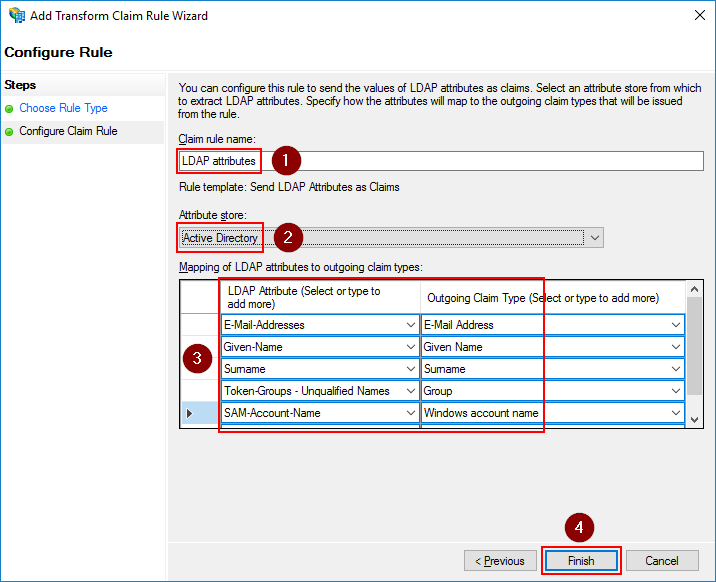 Add Transform Claim Rule Wizard
Configure Rule
Steps
Choose Rule Type
Configure Claim Rule
You can configure this rule to send the values of LDAP attributes as claims. Select an attribute store from which
to extract LDAP attributes. Specify how the attributes will map to the outgoing claim types that will be issued
from the rule.
Claim rule name:
LDAP attributes
1
Rule template: Send LDAP Attributes as Claims
Attribute store:
Active Directory
2
Mapping of LDAP attributes to outgoing claim types:
LDAP Attribute (Select or type to
add more)
Outgoing Claim Type (Select or type to add more)
E-Mail-Addresses E-Mail Address
Given-Name Given Name
3
Surname Surname
Token-Groups - Unqualified Names Group
SAM-Account-Name Windows account name
4
< Previous Finish Cancel